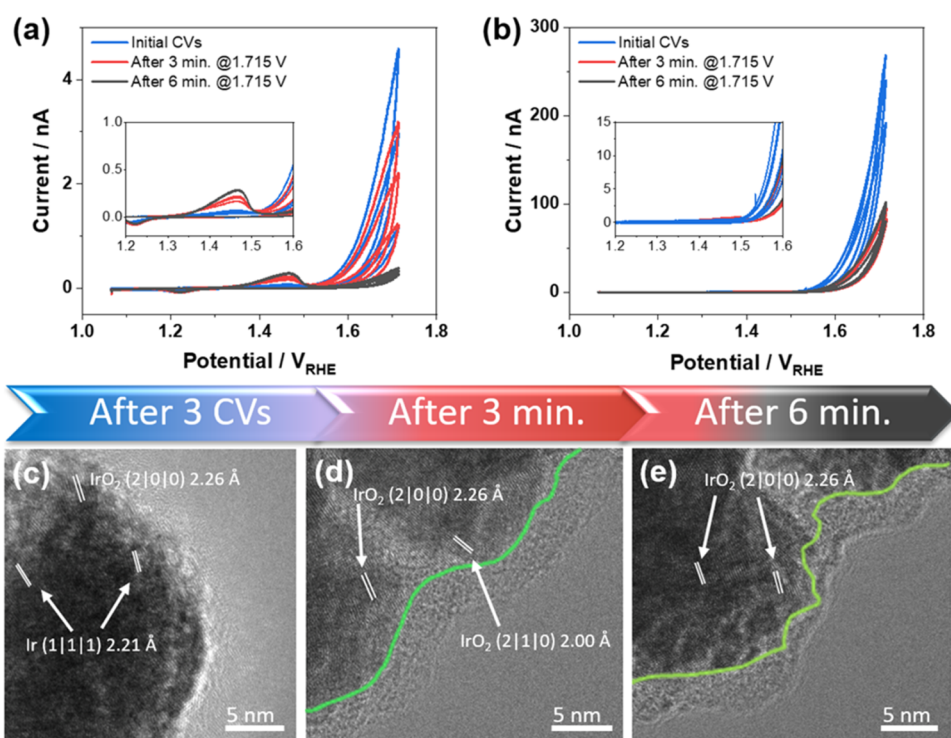 (a)
Initial CVs
After 3 min. @1.715 V
After 6 min. @1.715 V
Current / nA
4
2
0
1.0
0.5
0.0
1.2 1.3 1.4 1.5 1.6
1.0 1.2 1.4 1.6 1.8
Potential / V_RHE
(b)
Initial CVs
After 3 min. @1.715 V
After 6 min. @1.715 V
Current / nA
300
200
100
0
15
10
5
0
1.2 1.3 1.4 1.5 1.6
1.0 1.2 1.4 1.6 1.8
Potential / V_RHE
After 3 CVs
After 3 min.
After 6 min.
(c)
IrO₂ (2|0|0) 2.26 Å
Ir (1|1|1) 2.21 Å
5 nm
(d)
IrO₂ (2|0|0) 2.26 Å
IrO₂ (2|1|0) 2.00 Å
5 nm
(e)
IrO₂ (2|0|0) 2.26 Å
5 nm